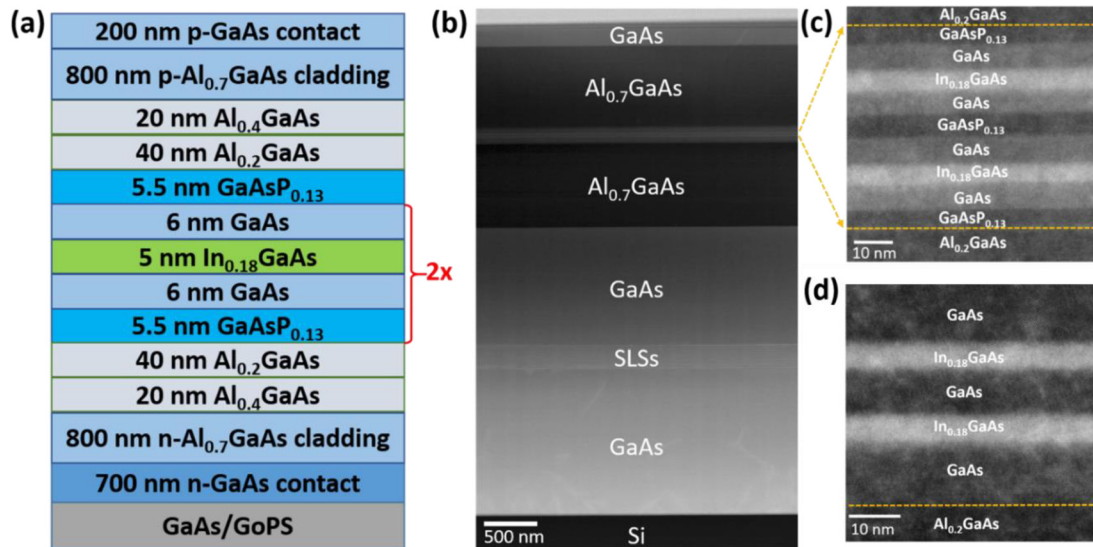 (a)
200 nm p-GaAs contact
800 nm p-Al₀.₇GaAs cladding
20 nm Al₀.₄GaAs
40 nm Al₀.₂GaAs
5.5 nm GaAsP₀.₁₃
6 nm GaAs
5 nm In₀.₁₈GaAs
6 nm GaAs
5.5 nm GaAsP₀.₁₃
2x
40 nm Al₀.₂GaAs
20 nm Al₀.₄GaAs
800 nm n-Al₀.₇GaAs cladding
700 nm n-GaAs contact
GaAs/GoPS
(b)
GaAs
Al₀.₇GaAs
Al₀.₇GaAs
GaAs
SLSs
GaAs
500 nm
Si
(c)
Al₀.₂GaAs
GaAsP₀.₁₃
GaAs
In₀.₁₈GaAs
GaAs
GaAsP₀.₁₃
GaAs
In₀.₁₈GaAs
GaAs
GaAsP₀.₁₃
10 nm
Al₀.₂GaAs
(d)
GaAs
In₀.₁₈GaAs
GaAs
In₀.₁₈GaAs
GaAs
10 nm
Al₀.₂GaAs